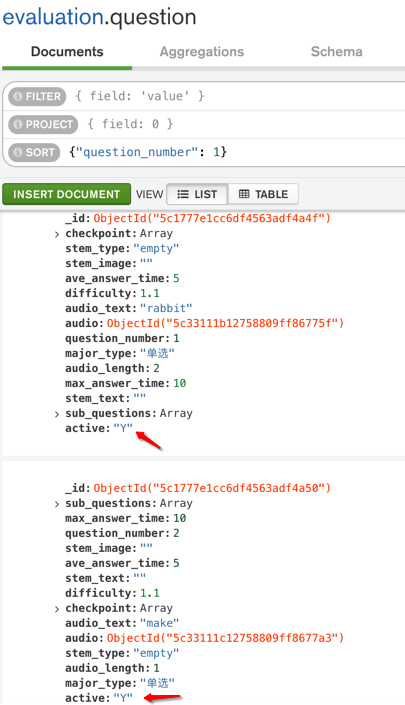 evaluation.question
Documents Aggregations Schema
FILTER { field: 'value' }
PROJECT { field: 0 }
SORT {"question_number": 1}
INSERT DOCUMENT VIEW LIST TABLE
_id: ObjectId("5c1777e1cc6df4563adf4a4f")
checkpoint: Array
stem_type: "empty"
stem_image: ""
ave_answer_time: 5
difficulty: 1.1
audio_text: "rabbit"
audio: ObjectId("5c33111b12758809ff86775f")
question_number: 1
major_type: "单选"
audio_length: 2
max_answer_time: 10
stem_text: ""
sub_questions: Array
active: "Y"
_id: ObjectId("5c1777e1cc6df4563adf4a50")
sub_questions: Array
max_answer_time: 10
question_number: 2
stem_image: ""
ave_answer_time: 5
stem_text: ""
difficulty: 1.1
checkpoint: Array
audio_text: "make"
audio: ObjectId("5c33111c12758809ff8677a3")
stem_type: "empty"
audio_length: 1
major_type: "单选"
active: "Y"